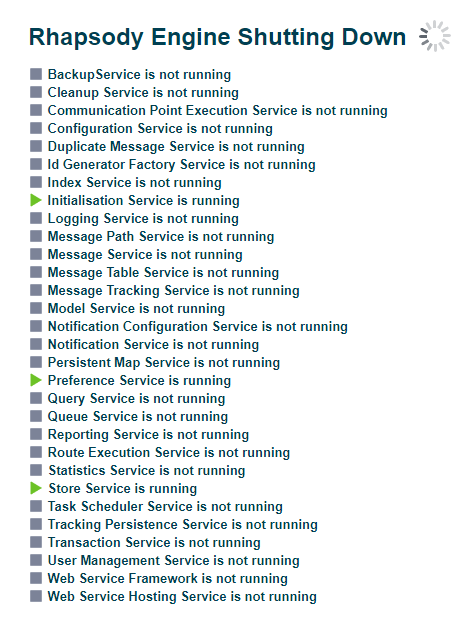 Rhapsody Engine Shutting Down
BackupService is not running
Cleanup Service is not running
Communication Point Execution Service is not running
Configuration Service is not running
Duplicate Message Service is not running
Id Generator Factory Service is not running
Index Service is not running
Initialisation Service is running
Logging Service is not running
Message Path Service is not running
Message Service is not running
Message Table Service is not running
Message Tracking Service is not running
Model Service is not running
Notification Configuration Service is not running
Notification Service is not running
Persistent Map Service is not running
Preference Service is running
Query Service is not running
Queue Service is not running
Reporting Service is not running
Route Execution Service is not running
Statistics Service is not running
Store Service is running
Task Scheduler Service is not running
Tracking Persistence Service is not running
Transaction Service is not running
User Management Service is not running
Web Service Framework is not running
Web Service Hosting Service is not running